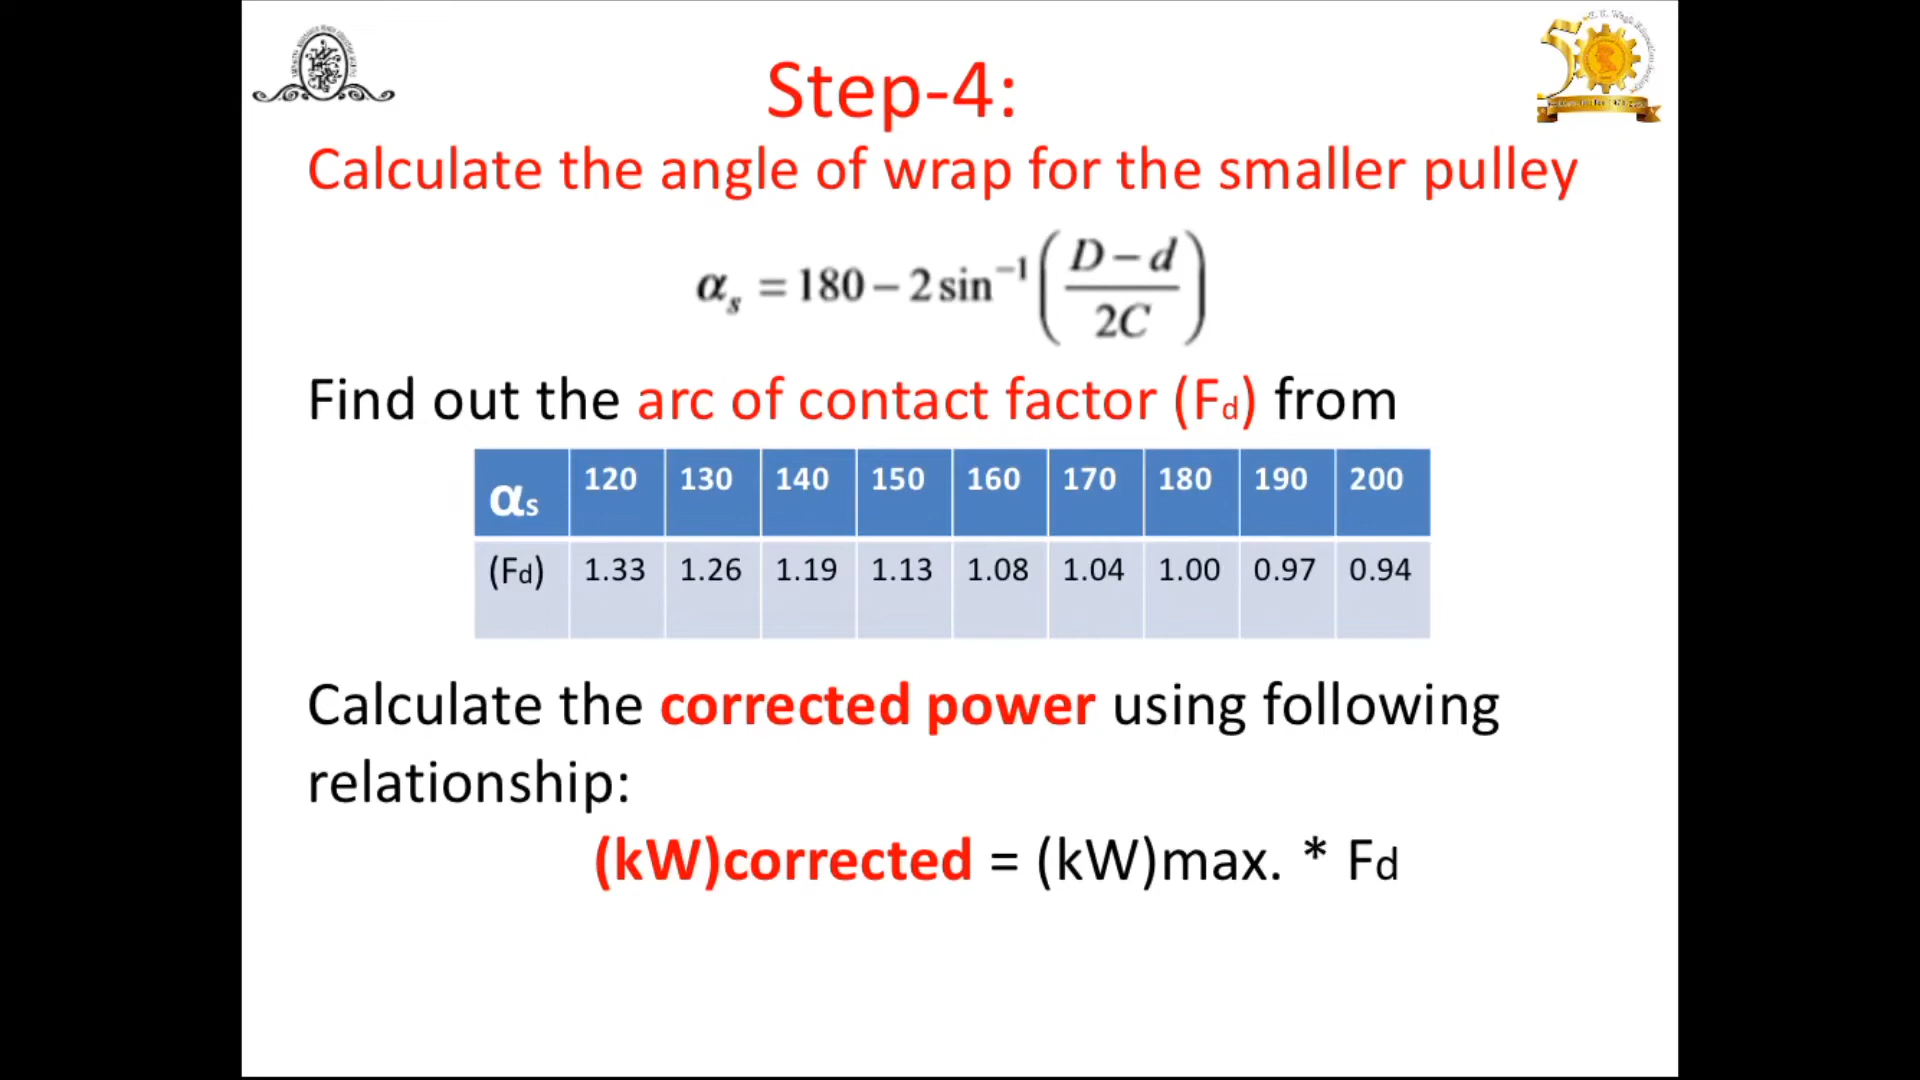 Step-4:
Calculate the angle of wrap for the smaller pulley
αs = 180 – 2 sin⁻¹ ( D – d / 2C )
Find out the arc of contact factor (Fd) from
αs 120 130 140 150 160 170 180 190 200
(Fd) 1.33 1.26 1.19 1.13 1.08 1.04 1.00 0.97 0.94
Calculate the corrected power using following
relationship:
(kW)corrected = (kW)max. * Fd